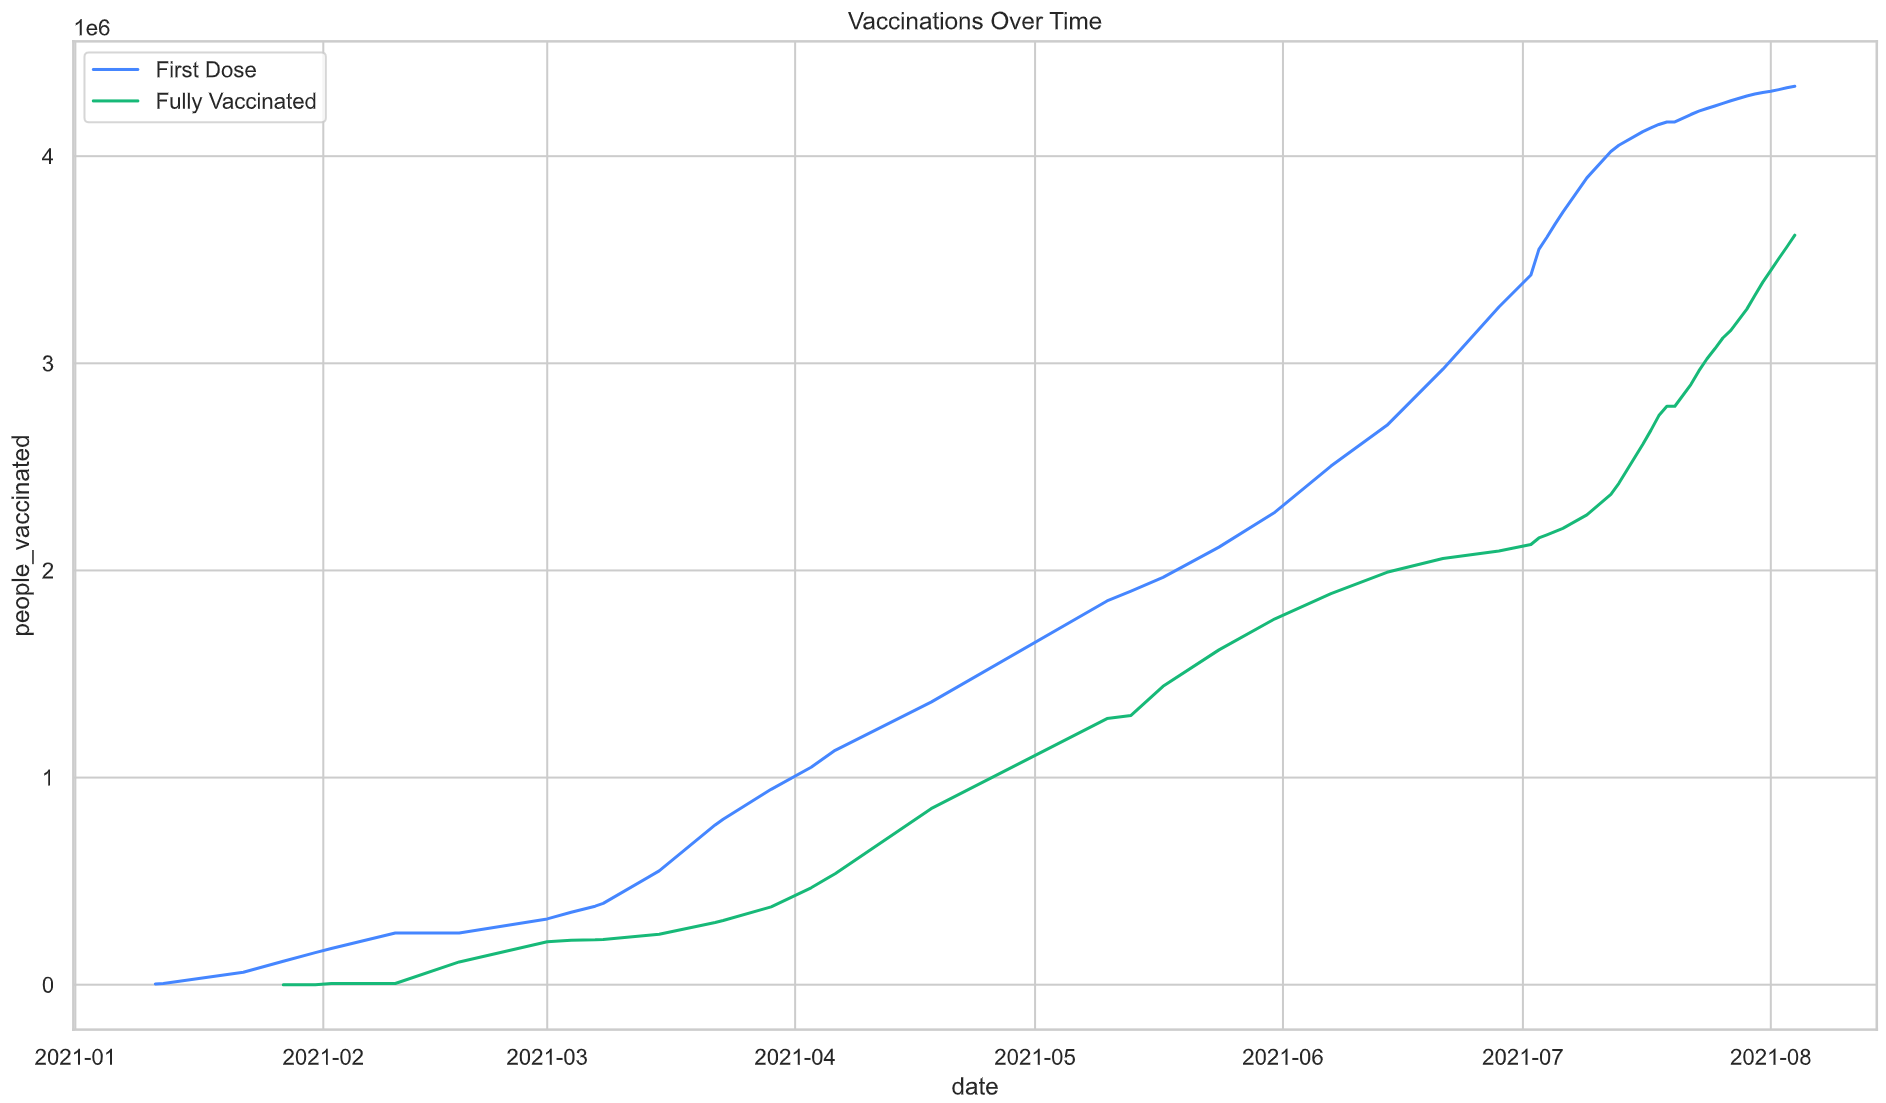 Vaccinations Over Time
1e6
First Dose
Fully Vaccinated
4
3
2
1
0
people_vaccinated
2021-01 2021-02 2021-03 2021-04 2021-05 2021-06 2021-07 2021-08
date